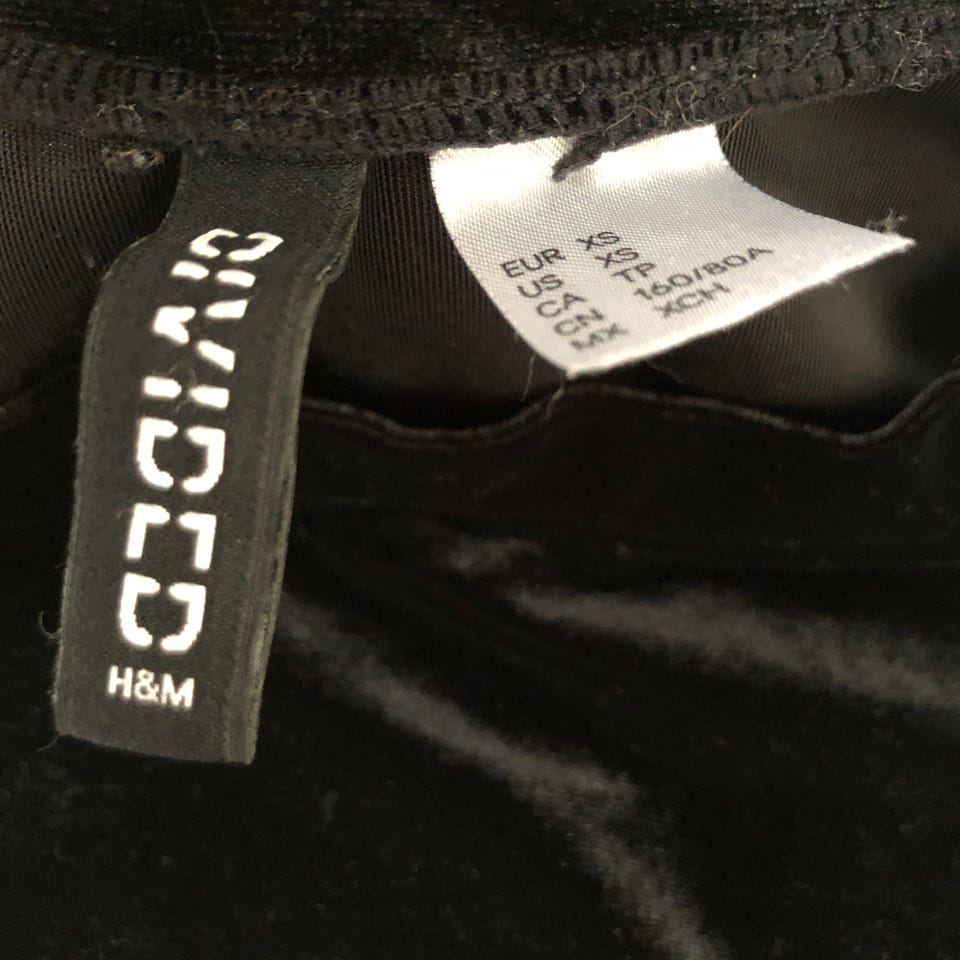 DIVIDED
H&M
EUR XS
US XS
CA TP
CN 160/80A
MX XCH